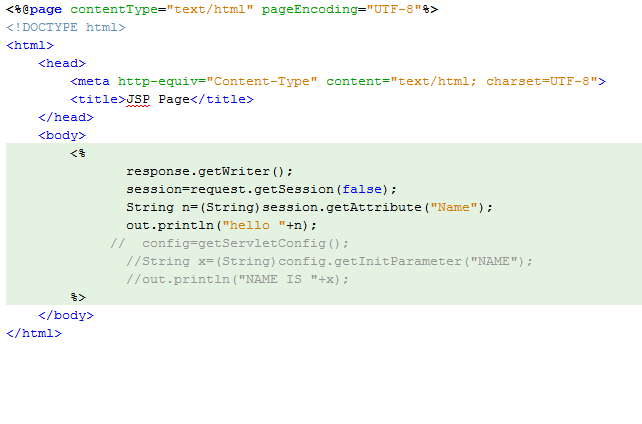 <%@page contentType="text/html" pageEncoding="UTF-8"%>
<!DOCTYPE html>
<html>
    <head>
        <meta http-equiv="Content-Type" content="text/html; charset=UTF-8">
        <title>JSP Page</title>
    </head>
    <body>
        <%
               response.getWriter();
               session=request.getSession(false);
               String n=(String)session.getAttribute("Name");
               out.println("hello "+n);
             //  config=getServletConfig();
               //String x=(String)config.getInitParameter("NAME");
               //out.println("NAME IS "+x);
        %>
    </body>
</html>